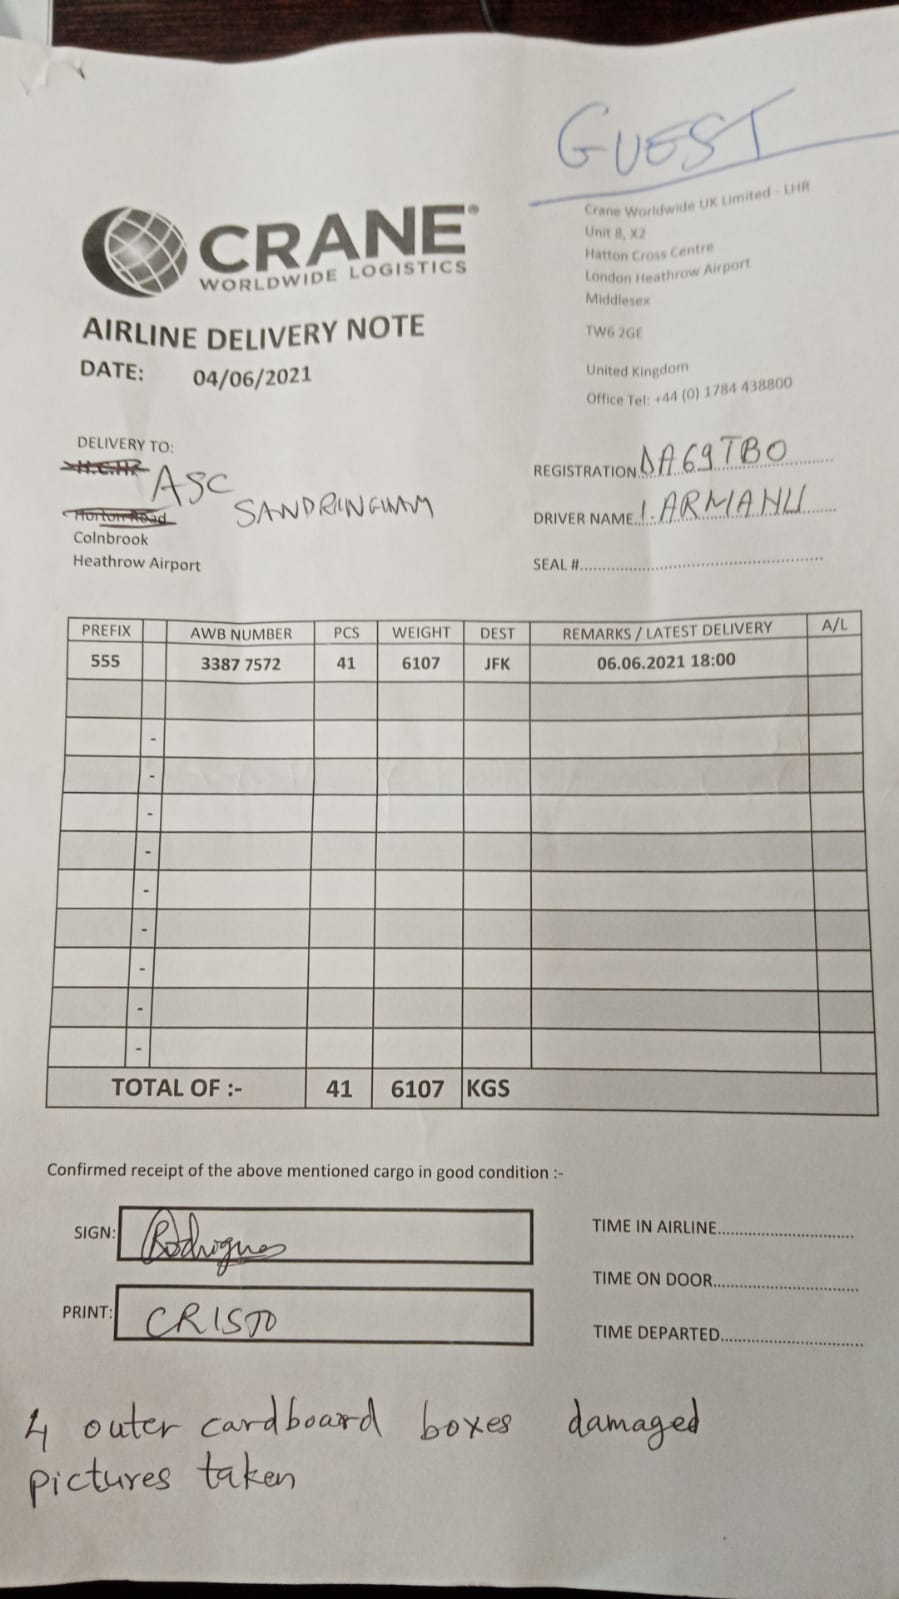 GUEST
CRANE®
WORLDWIDE LOGISTICS
Crane Worldwide UK Limited - LHR
Unit 8, X2
Hatton Cross Centre
London Heathrow Airport
Middlesex
TW6 2GE
United Kingdom
Office Tel: +44 (0) 1784 438800
AIRLINE DELIVERY NOTE
DATE: 04/06/2021
DELIVERY TO:
ASC
Horton Road
SANDRINGHAM
Colnbrook
Heathrow Airport
REGISTRATION DA69TBO
DRIVER NAME I. ARMANU
SEAL #
PREFIX AWB NUMBER PCS WEIGHT DEST REMARKS / LATEST DELIVERY A/L
555 3387 7572 41 6107 JFK 06.06.2021 18:00
-
-
-
-
-
-
-
-
-
TOTAL OF :- 41 6107 KGS
Confirmed receipt of the above mentioned cargo in good condition :-
SIGN: Rodrigues
PRINT: CRISTO
TIME IN AIRLINE
TIME ON DOOR
TIME DEPARTED
4 outer cardboard boxes damaged
pictures taken